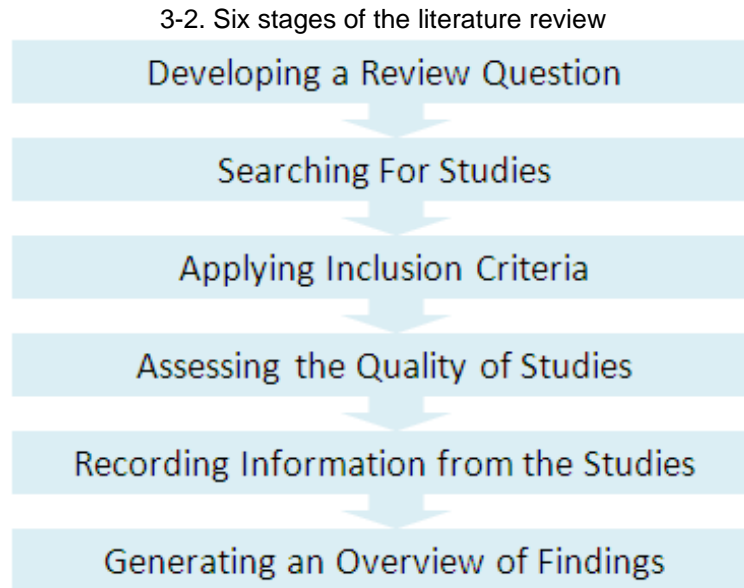 3-2. Six stages of the literature review
Developing a Review Question
Searching For Studies
Applying Inclusion Criteria
Assessing the Quality of Studies
Recording Information from the Studies
Generating an Overview of Findings